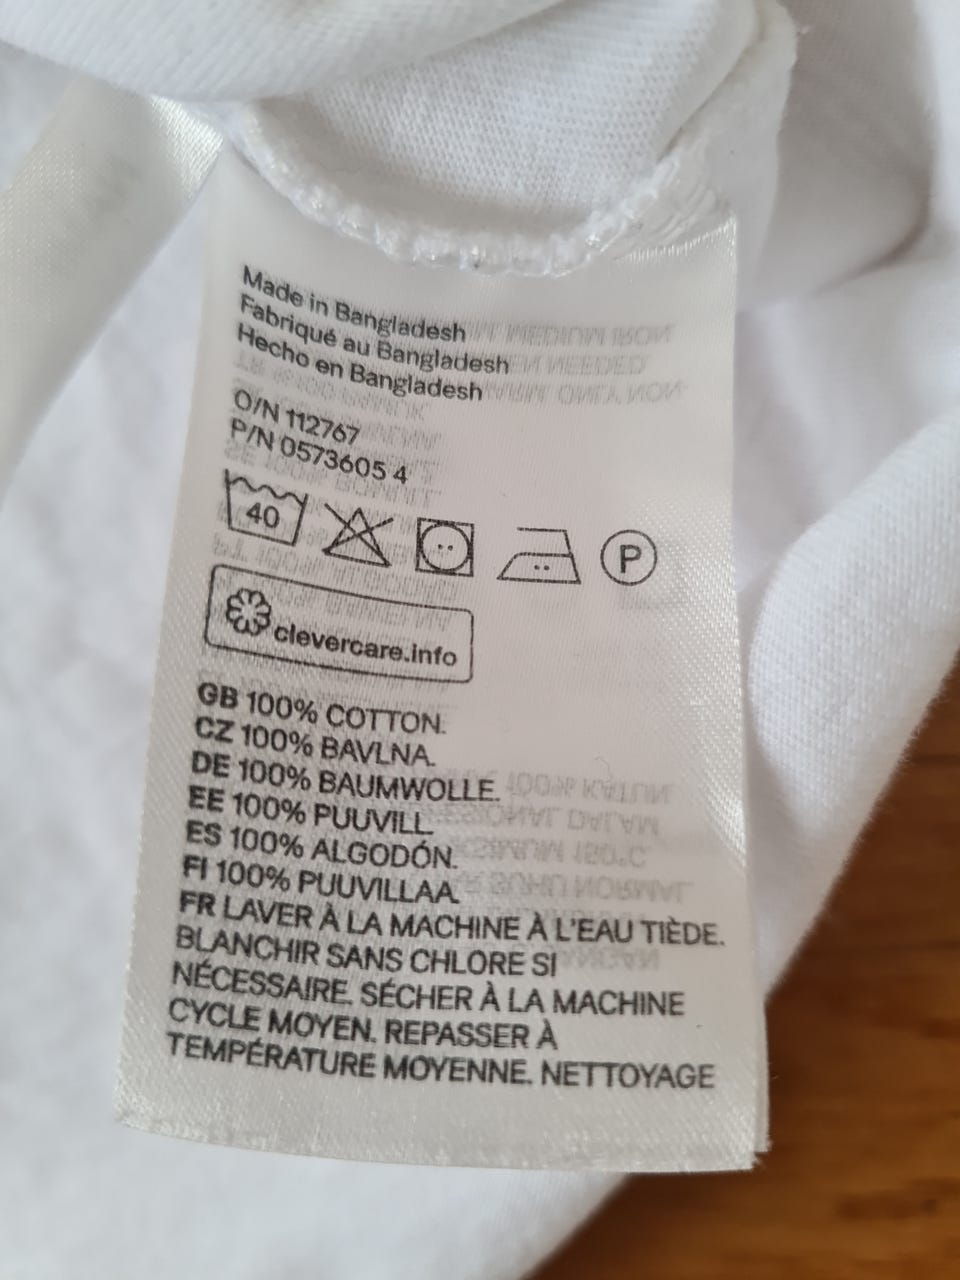 Made in Bangladesh
Fabriqué au Bangladesh
Hecho en Bangladesh
O/N 112767
P/N 0573605 4
40
P
clevercare.info
GB 100% COTTON.
CZ 100% BAVLNA.
DE 100% BAUMWOLLE.
EE 100% PUUVILL.
ES 100% ALGODÓN.
FI 100% PUUVILLAA.
FR LAVER À LA MACHINE À L'EAU TIÈDE.
BLANCHIR SANS CHLORE SI
NÉCESSAIRE. SÉCHER À LA MACHINE
CYCLE MOYEN. REPASSER À
TEMPÉRATURE MOYENNE. NETTOYAGE